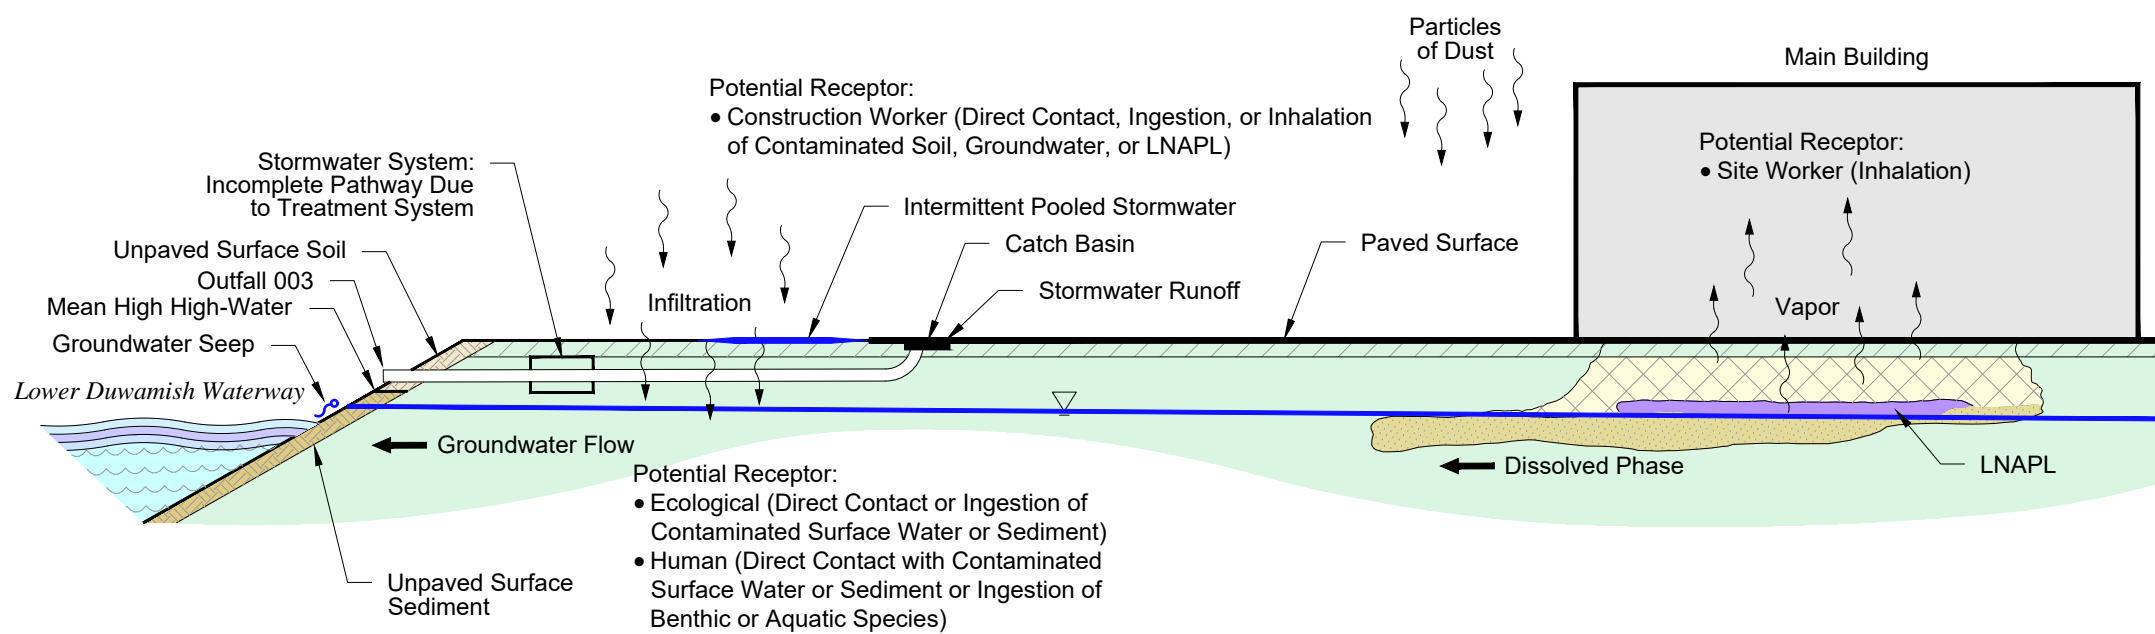 Particles
of Dust
Main Building
Potential Receptor:
• Construction Worker (Direct Contact, Ingestion, or Inhalation
of Contaminated Soil, Groundwater, or LNAPL)
Potential Receptor:
• Site Worker (Inhalation)
Stormwater System:
Incomplete Pathway Due
to Treatment System
Intermittent Pooled Stormwater
Unpaved Surface Soil
Catch Basin
Paved Surface
Outfall 003
Stormwater Runoff
Mean High High-Water
Infiltration
Vapor
Groundwater Seep
Lower Duwamish Waterway
Groundwater Flow
Dissolved Phase
LNAPL
Potential Receptor:
• Ecological (Direct Contact or Ingestion of
Contaminated Surface Water or Sediment)
• Human (Direct Contact with Contaminated
Surface Water or Sediment or Ingestion of
Benthic or Aquatic Species)
Unpaved Surface
Sediment